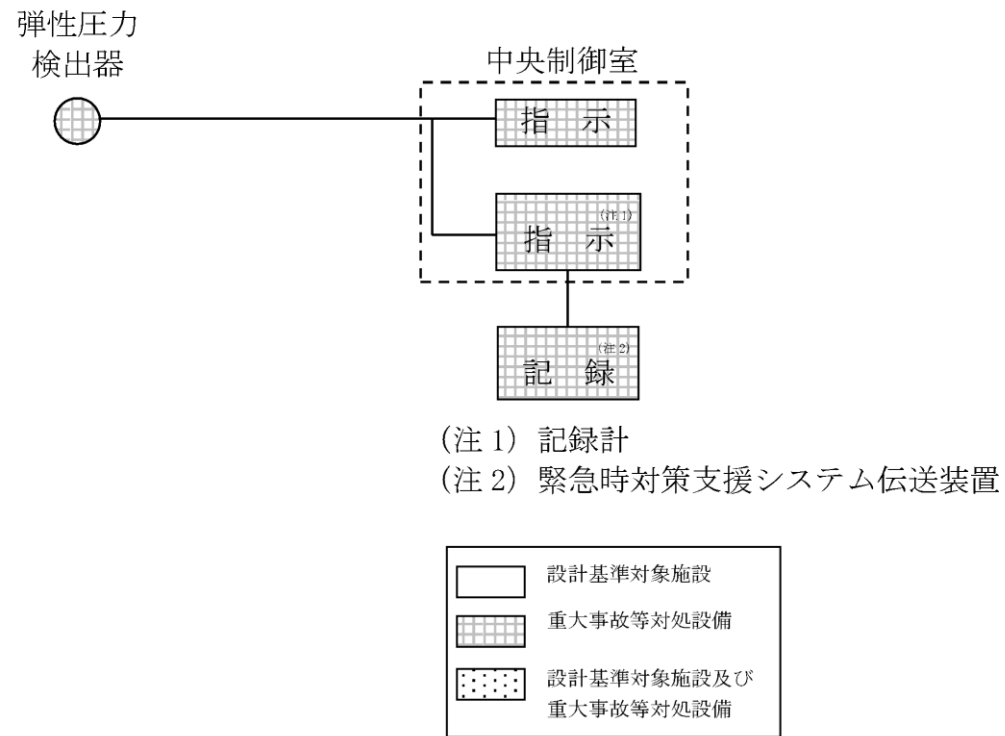 弾性圧力
検出器
中央制御室
指 示
指 示 (注1)
記 録 (注2)
(注 1) 記録計
(注 2) 緊急時対策支援システム伝送装置
設計基準対象施設
重大事故等対処設備
設計基準対象施設及び
重大事故等対処設備